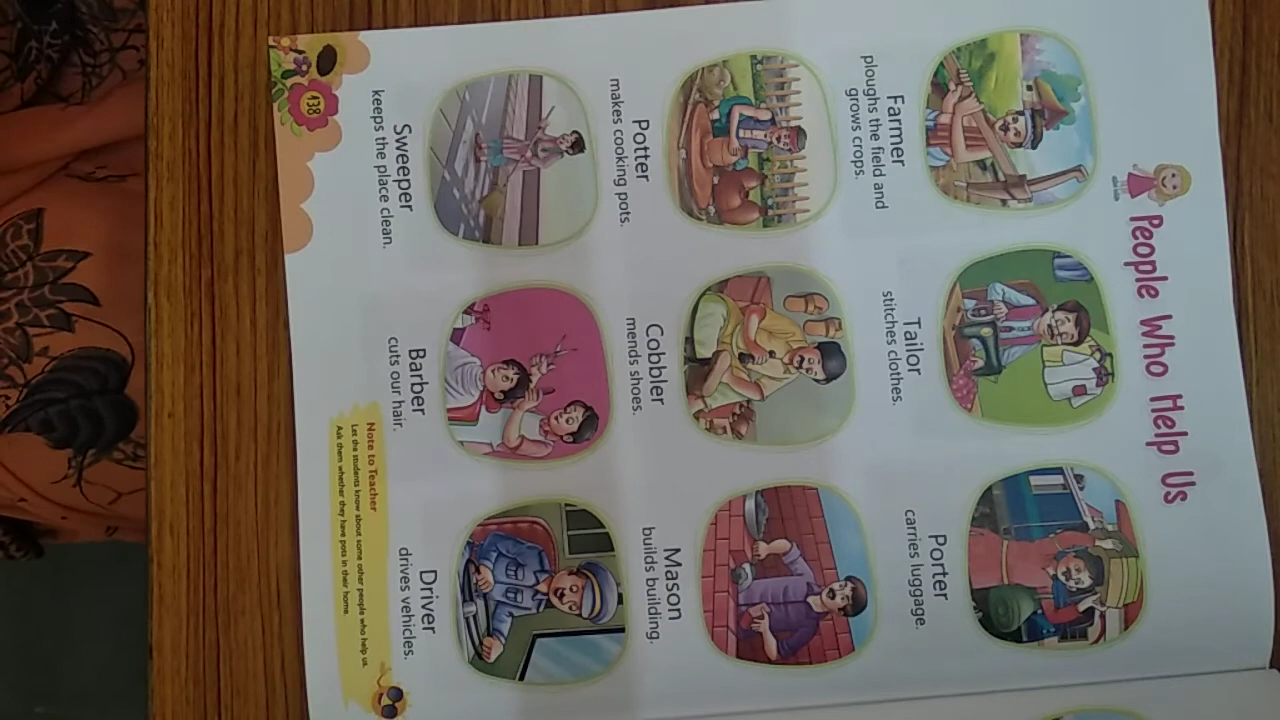 People Who Help Us
Farmer
ploughs the field and
grows crops.
Tailor
stitches clothes.
Porter
carries luggage.
Potter
makes cooking pots.
Cobbler
mends shoes.
Mason
builds building.
Sweeper
keeps the place clean.
Barber
cuts our hair.
Driver
drives vehicles.
Note to Teacher
Let the students know about some other people who help us.
Ask them whether they have pots in their home.
138